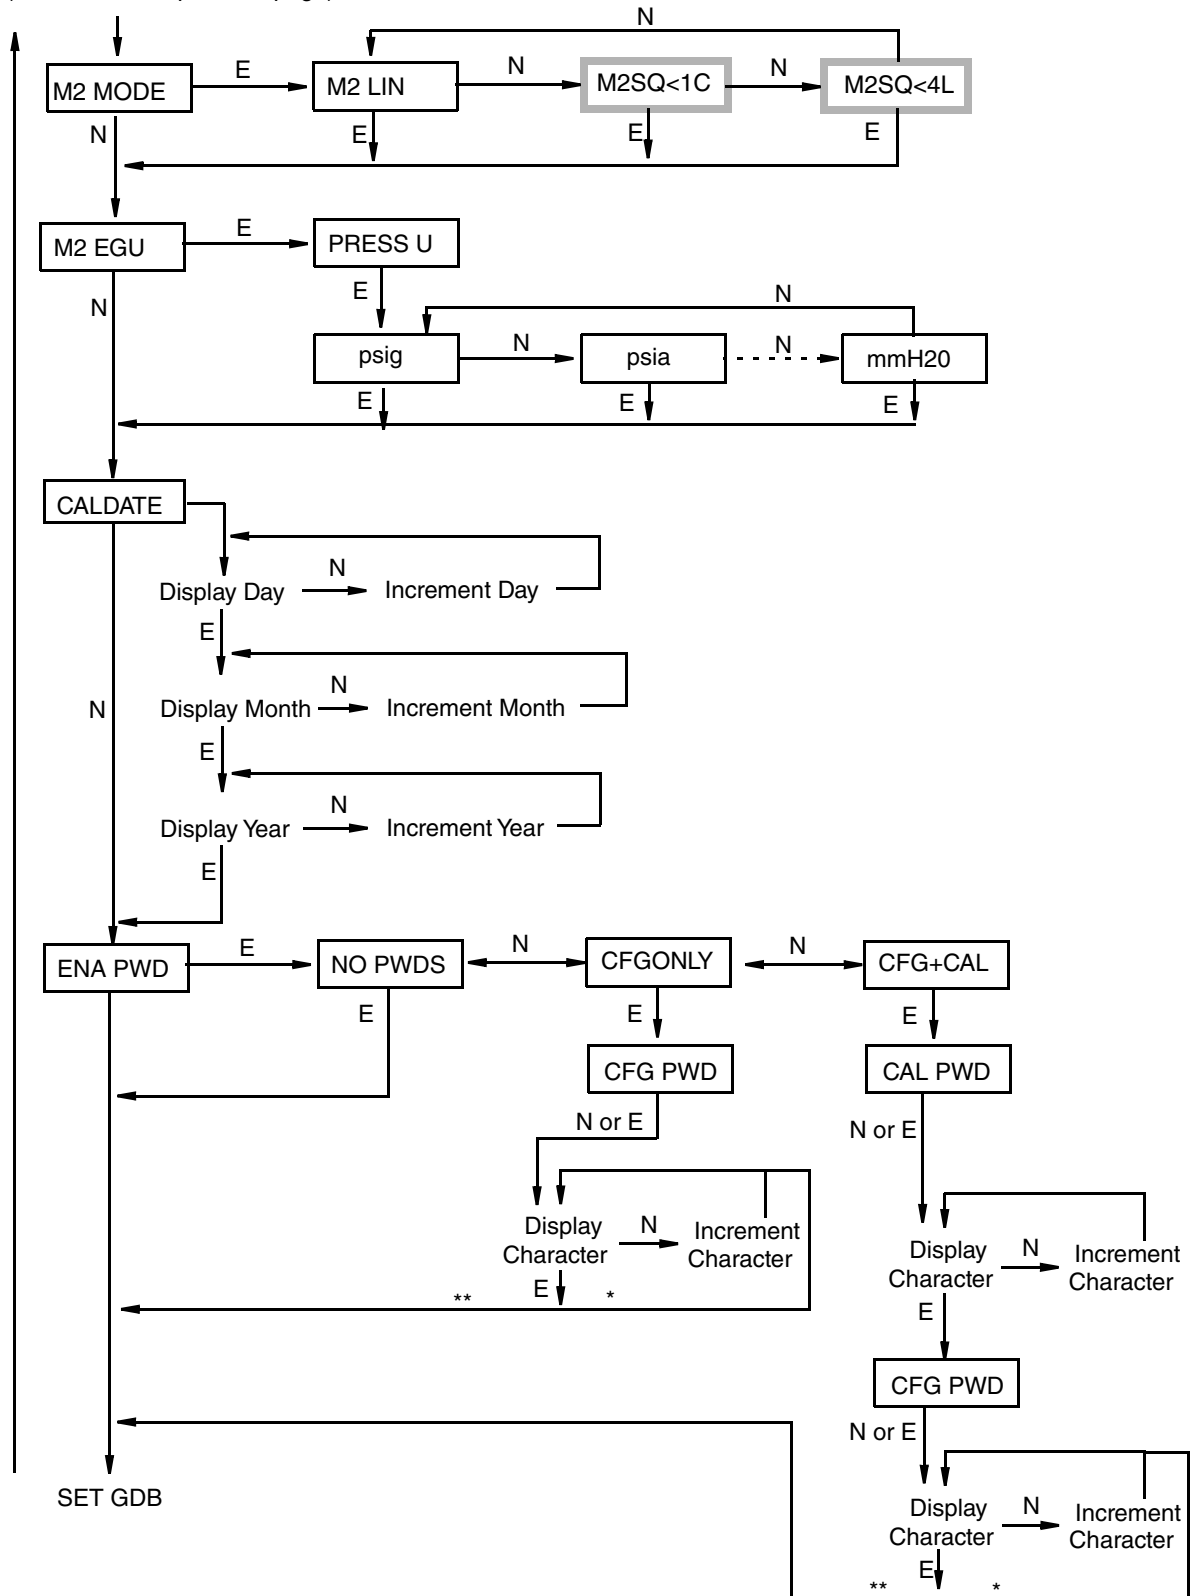 N
M2 MODE
E
M2 LIN
N
M2SQ<1C
N
M2SQ<4L
N
E
E
E
M2 EGU
E
PRESS U
E
N
N
psig
N
psia
N
mmH20
E
E
E
CALDATE
Display Day
N
Increment Day
E
N
Display Month
N
Increment Month
E
Display Year
N
Increment Year
E
ENA PWD
E
NO PWDS
N
CFGONLY
N
CFG+CAL
E
E
E
CFG PWD
CAL PWD
N or E
N or E
Display
Character
N
Increment
Character
E
**
*
Display
Character
N
Increment
Character
E
CFG PWD
N or E
SET GDB
Display
Character
N
Increment
Character
E
**
*